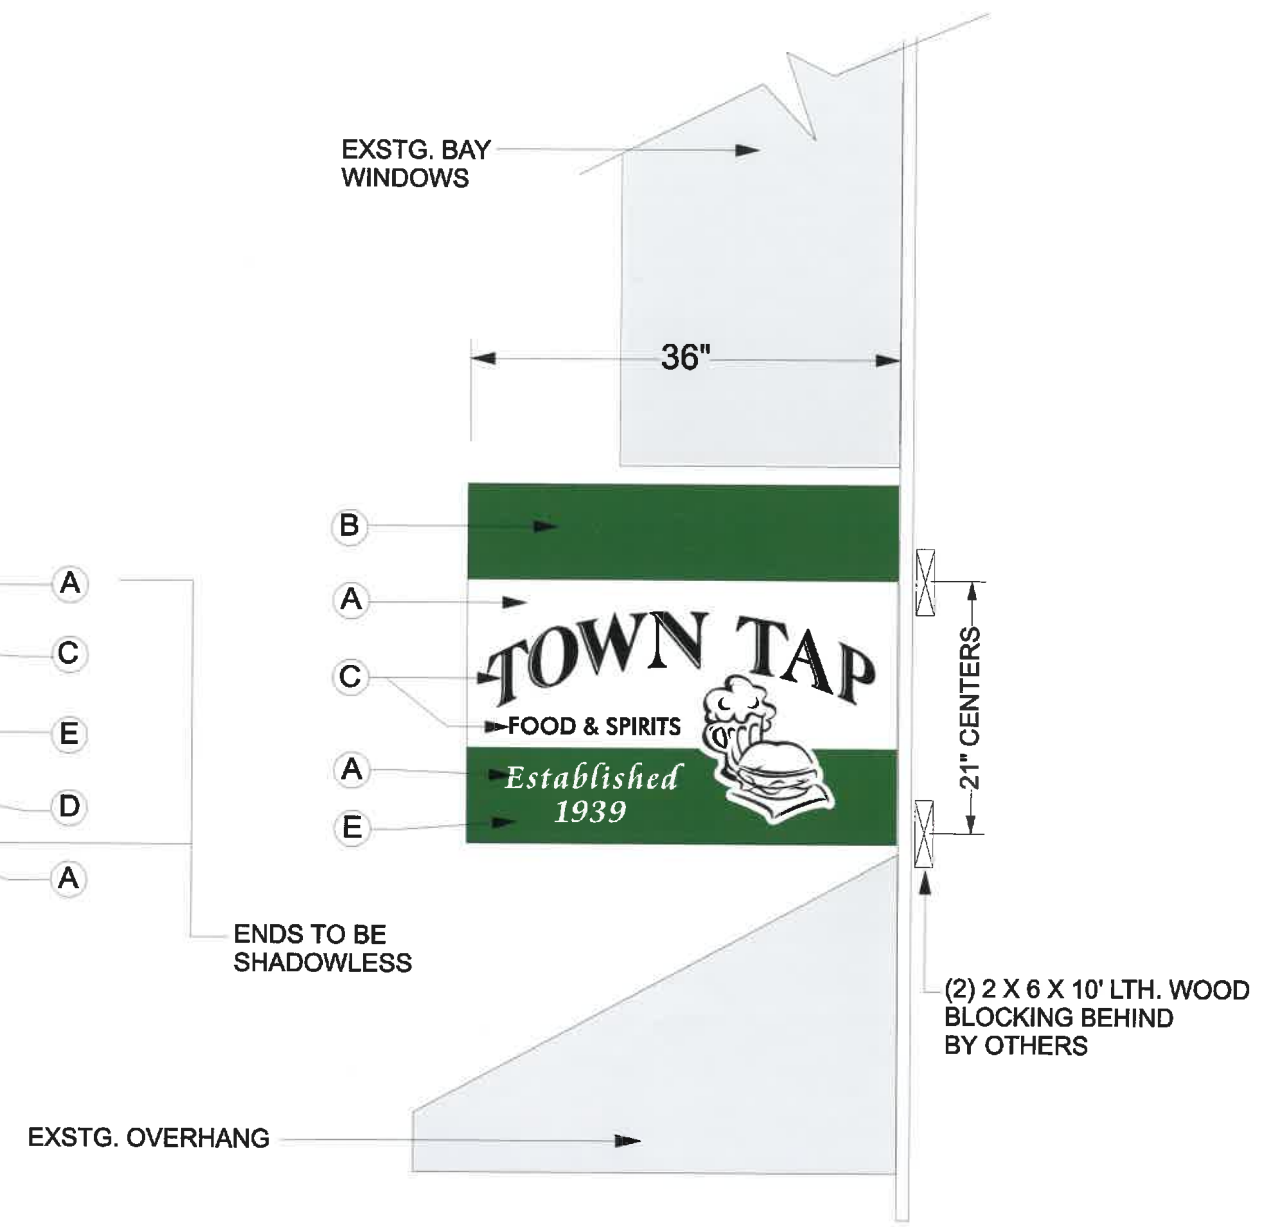 EXSTG. BAY
WINDOWS
36"
B
A
A
TOWN TAP
C
C
FOOD & SPIRITS
21" CENTERS
E
A
Established
1939
D
E
A
ENDS TO BE
SHADOWLESS
(2) 2 X 6 X 10' LTH. WOOD
BLOCKING BEHIND
BY OTHERS
EXSTG. OVERHANG